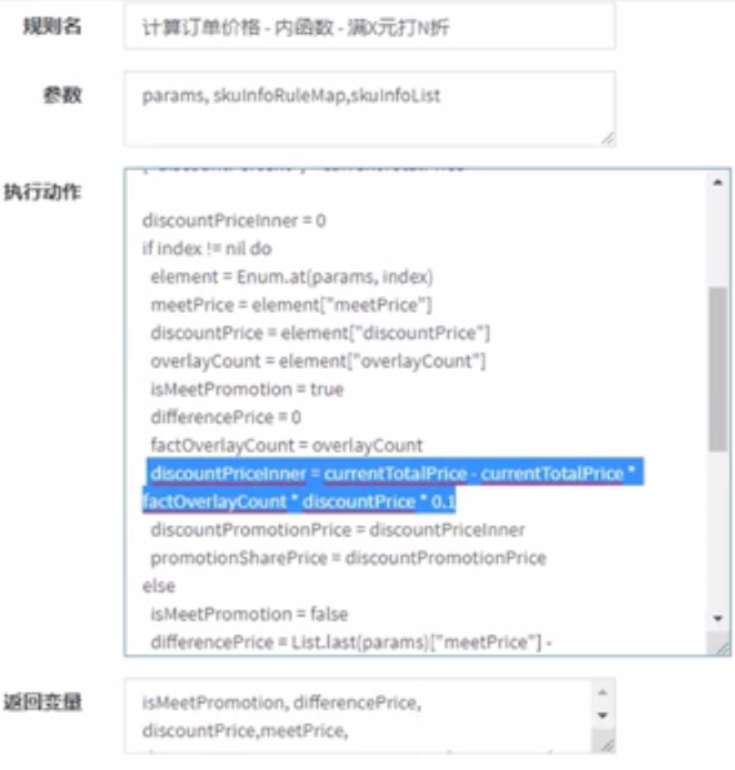 规则名
计算订单价格 - 内函数 - 满X元打N折
参数
params, skuInfoRuleMap,skuInfoList
执行动作
discountPriceInner = 0
if index != nil do
element = Enum.at(params, index)
meetPrice = element["meetPrice"]
discountPrice = element["discountPrice"]
overlayCount = element["overlayCount"]
isMeetPromotion = true
differencePrice = 0
factOverlayCount = overlayCount
discountPriceInner = currentTotalPrice - currentTotalPrice *
factOverlayCount * discountPrice * 0.1
discountPromotionPrice = discountPriceInner
promotionSharePrice = discountPromotionPrice
else
isMeetPromotion = false
differencePrice = List.last(params)["meetPrice"] -
返回变量
isMeetPromotion, differencePrice,
discountPrice,meetPrice,